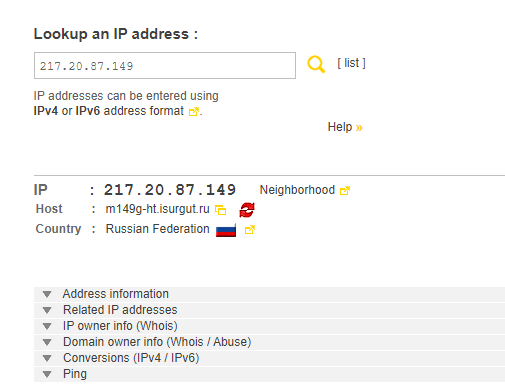 Lookup an IP address :
217.20.87.149 [ list ]
IP addresses can be entered using
IPv4 or IPv6 address format .
Help »
IP : 217.20.87.149 Neighborhood
Host : m149g-ht.isurgut.ru
Country : Russian Federation
Address information
Related IP addresses
IP owner info (Whois)
Domain owner info (Whois / Abuse)
Conversions (IPv4 / IPv6)
Ping